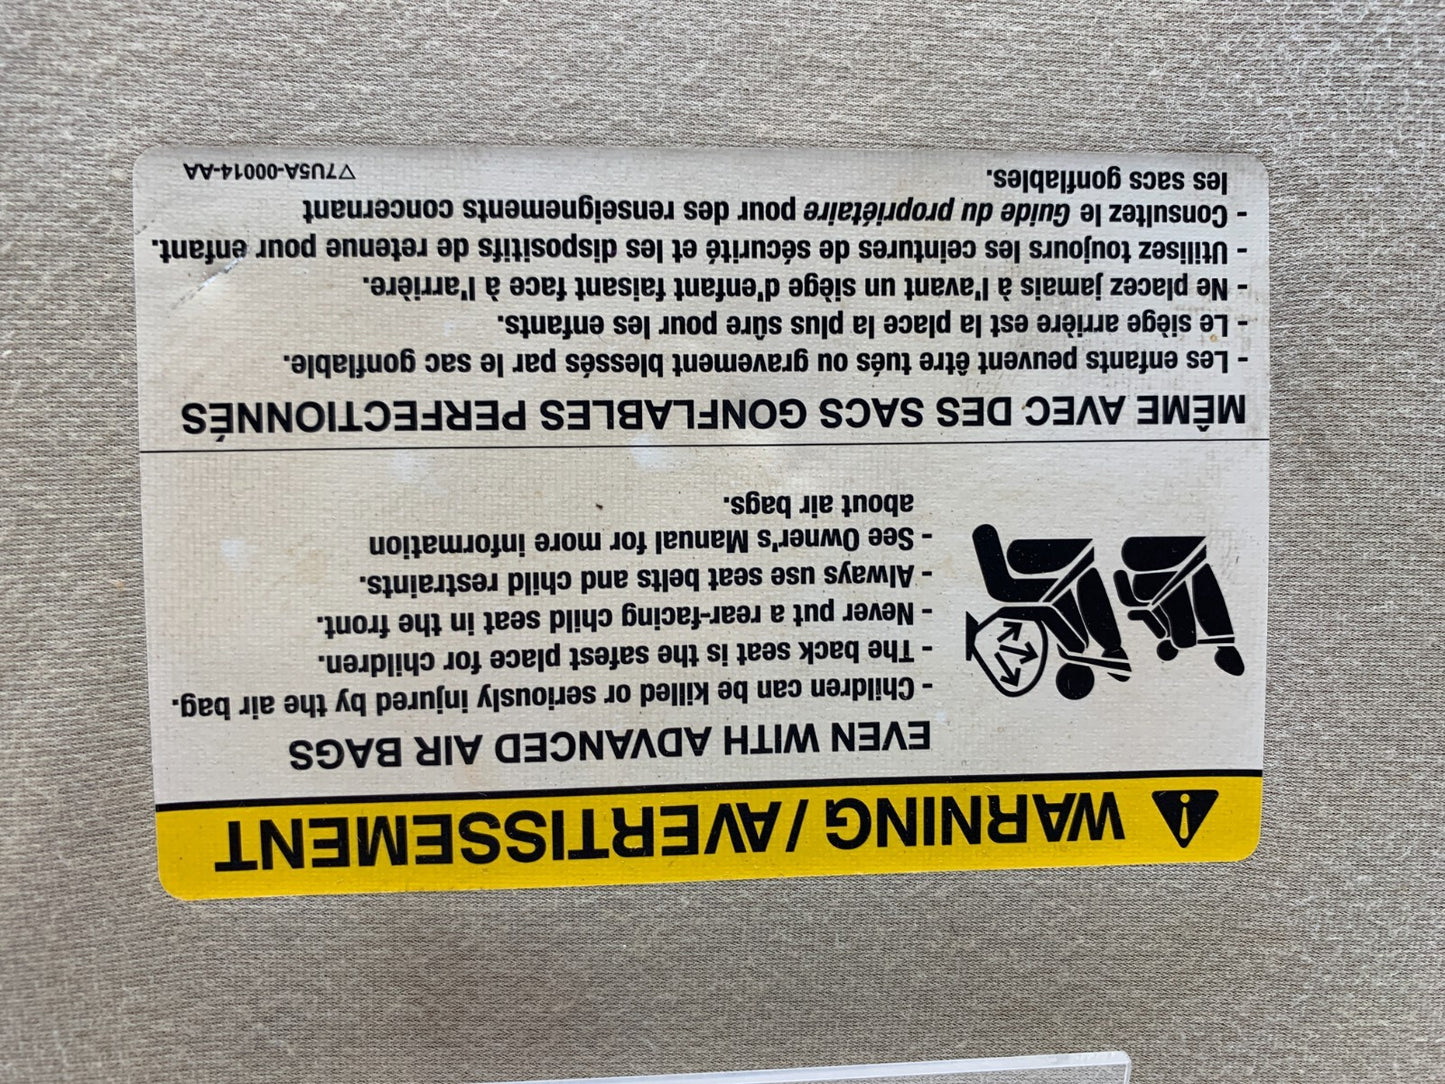 WARNING / AVERTISSEMENT
EVEN WITH ADVANCED AIR BAGS
- Children can be killed or seriously injured by the air bag.
- The back seat is the safest place for children.
- Never put a rear-facing child seat in the front.
- Always use seat belts and child restraints.
- See Owner's Manual for more information
about air bags.
MÊME AVEC DES SACS GONFLABLES PERFECTIONNÉS
- Les enfants peuvent être tués ou gravement blessés par le sac gonflable.
- Le siège arrière est la place la plus sûre pour les enfants.
- Ne placez jamais à l'avant un siège d'enfant faisant face à l'arrière.
- Utilisez toujours les ceintures de sécurité et les dispositifs de retenue pour enfant.
- Consultez le Guide du propriétaire pour des renseignements concernant
les sacs gonflables.
▽7U5A-00014-AA